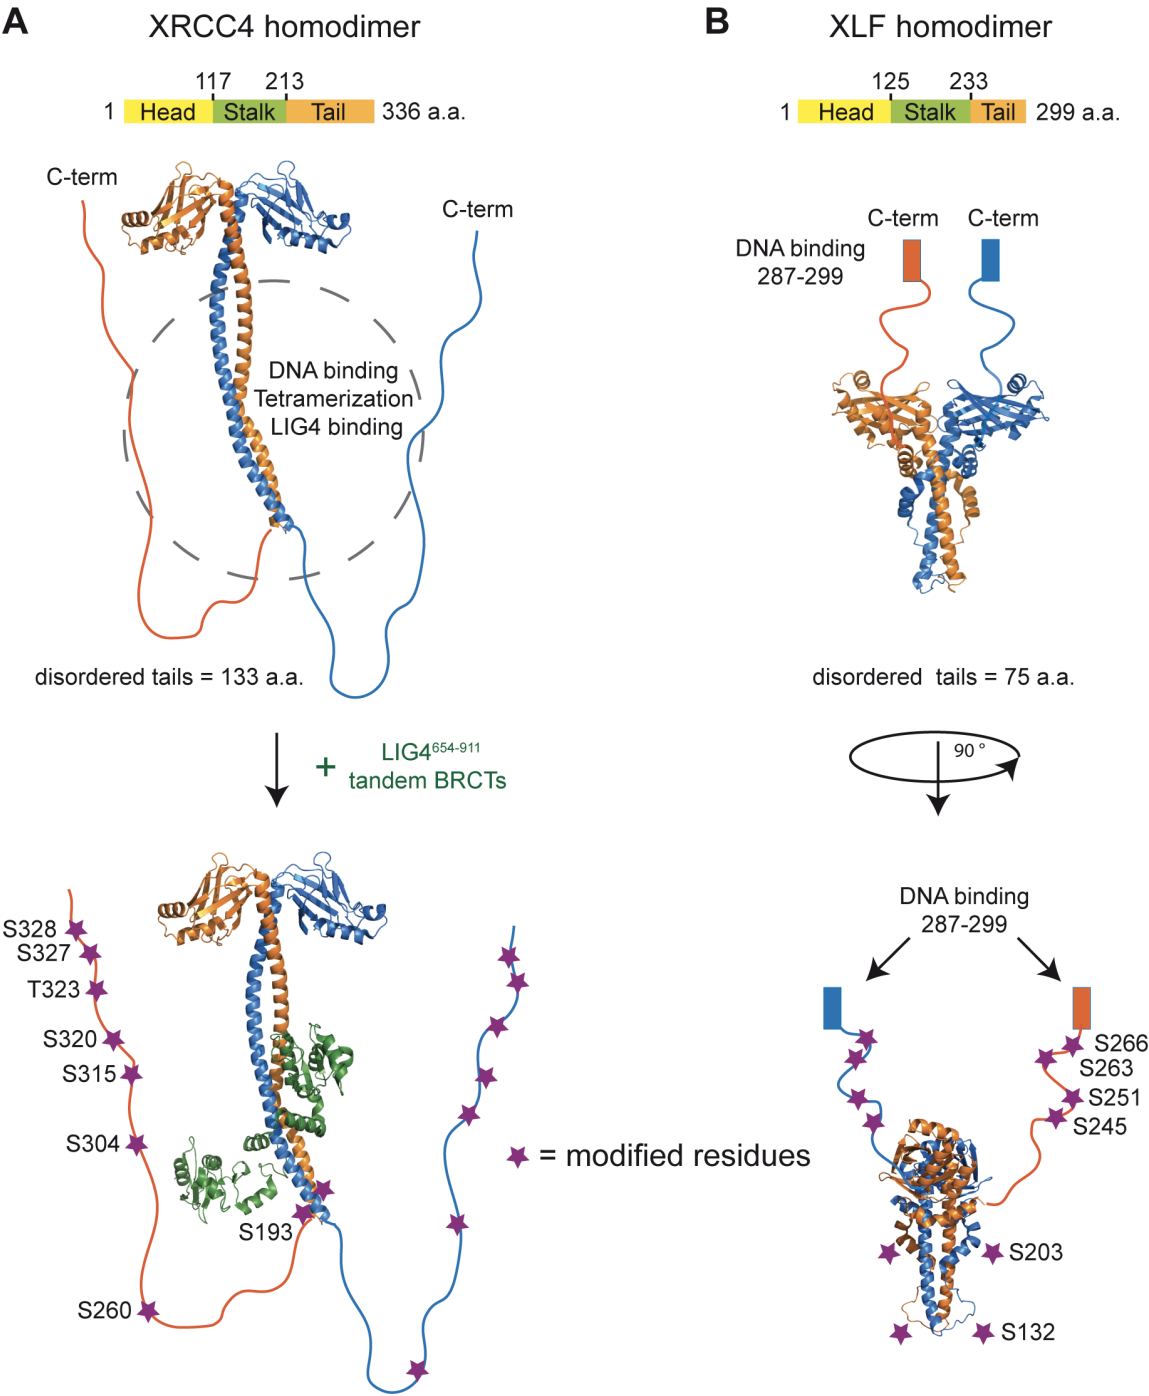 A
XRCC4 homodimer
117 213
1 Head Stalk Tail 336 a.a.
C-term
C-term
DNA binding
Tetramerization
LIG4 binding
disordered tails = 133 a.a.
+
LIG4654-911
tandem BRCTs
S328
S327
T323
S320
S315
S304
S193
S260
= modified residues
B
XLF homodimer
125 233
1 Head Stalk Tail 299 a.a.
C-term C-term
DNA binding
287-299
disordered tails = 75 a.a.
90 °
DNA binding
287-299
S266
S263
S251
S245
S203
S132